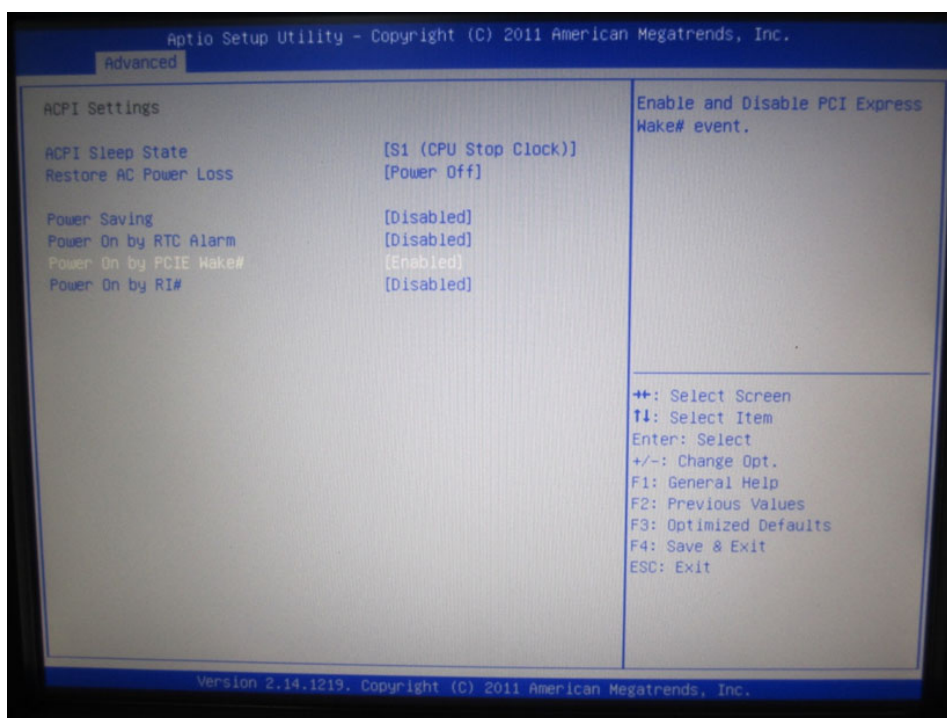 Aptio Setup Utility - Copyright (C) 2011 American Megatrends, Inc.
Advanced
ACPI Settings
ACPI Sleep State [S1 (CPU Stop Clock)]
Restore AC Power Loss [Power Off]
Power Saving [Disabled]
Power On by RTC Alarm [Disabled]
Power On by PCIE Wake# [Enabled]
Power On by RI# [Disabled]
Enable and Disable PCI Express
Wake# event.
→←: Select Screen
↑↓: Select Item
Enter: Select
+/-: Change Opt.
F1: General Help
F2: Previous Values
F3: Optimized Defaults
F4: Save & Exit
ESC: Exit
Version 2.14.1219. Copyright (C) 2011 American Megatrends, Inc.